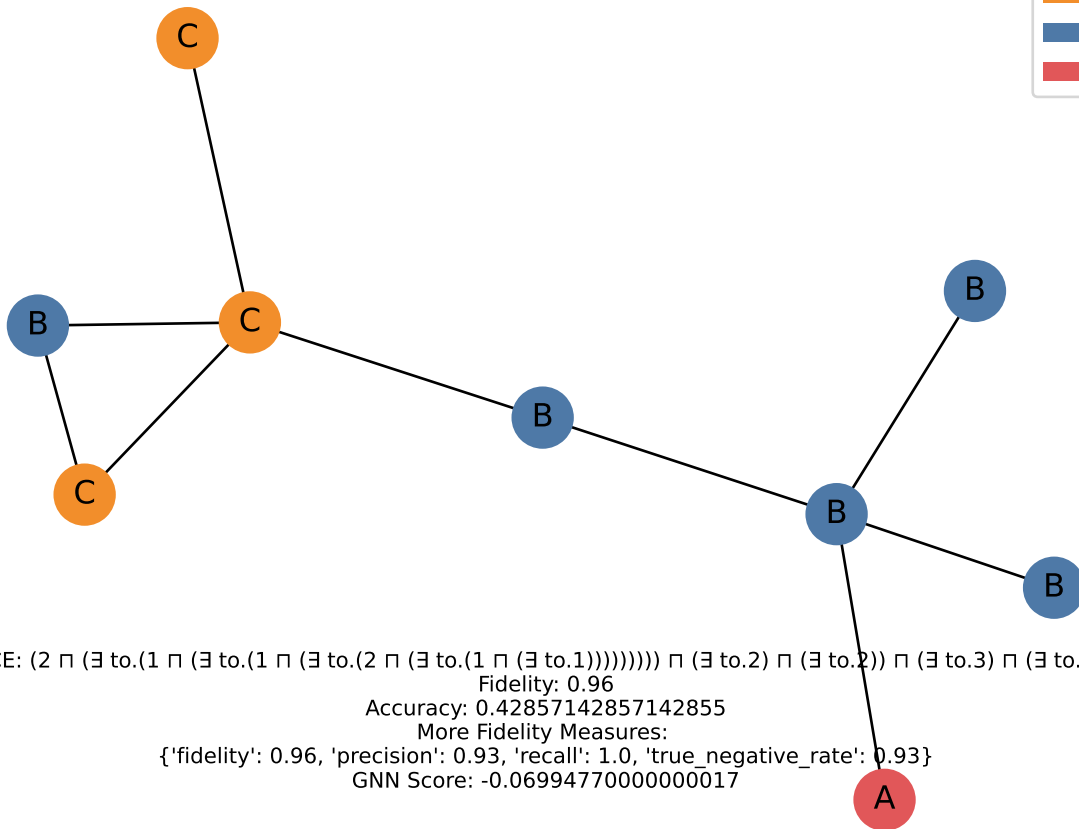 C
B
B
C
B
C
B
B
E: (2 ⊓ (∃ to.(1 ⊓ (∃ to.(1 ⊓ (∃ to.(2 ⊓ (∃ to.(1 ⊓ (∃ to.1))))))))) ⊓ (∃ to.2) ⊓ (∃ to.2)) ⊓ (∃ to.3) ⊓ (∃ to.
Fidelity: 0.96
Accuracy: 0.42857142857142855
More Fidelity Measures:
{'fidelity': 0.96, 'precision': 0.93, 'recall': 1.0, 'true_negative_rate': 0.93}
GNN Score: -0.06994770000000017
A